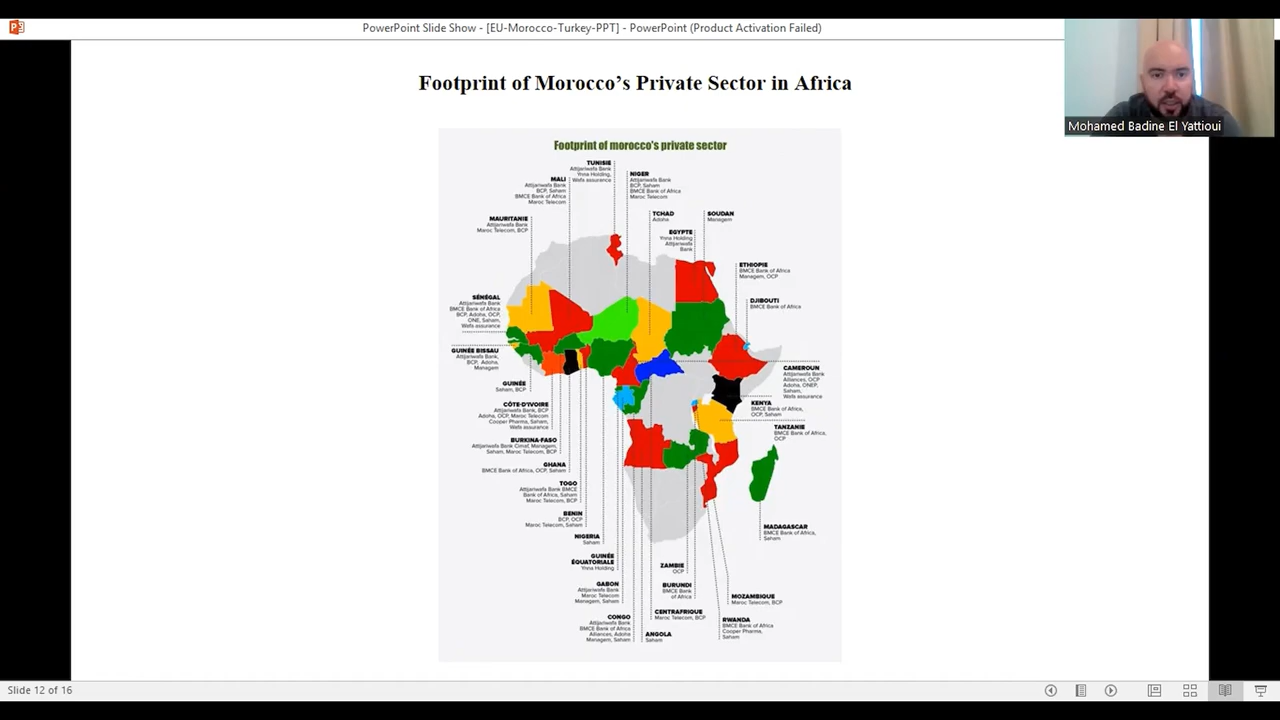 PowerPoint Slide Show - [EU-Morocco-Turkey-PPT] - PowerPoint (Product Activation Failed)
Mohamed Badine El Yattioui
Footprint of Morocco's Private Sector in Africa
Footprint of morocco's private sector
TUNISIE
Attijariwafa Bank
Ynna Holding,
Wafa assurance
MALI
Attijariwafa Bank
BCP, Saham
BMCE Bank of Africa
Maroc Telecom
NIGER
Attijariwafa Bank
BCP, Saham
BMCE Bank of Africa
Maroc Telecom
MAURITANIE
Attijariwafa Bank
Maroc Telecom, BCP
TCHAD
Adoha
SOUDAN
Managem
EGYPTE
Ynna Holding
Attijariwafa
Bank
ETHIOPIE
BMCE Bank of Africa
Managem, OCP
DJIBOUTI
BMCE Bank of Africa
SÉNÉGAL
Attijariwafa Bank
BMCE Bank of Africa
BCP, Adoha, OCP,
ONE, Saham,
Wafa assurance
GUINÉE BISSAU
Attijariwafa Bank,
BCP, Adoha,
Managem
GUINÉE
Saham, BCP
CÔTE-D'IVOIRE
Attijariwafa Bank, BCP
Adoha, OCP, Maroc Telecom
Cooper Pharma, Saham,
Wafa assurance
BURKINA-FASO
Attijariwafa Bank Cimaf, Managem,
Saham, Maroc Telecom, BCP
GHANA
BMCE Bank of Africa, OCP, Saham
TOGO
Attijariwafa Bank BMCE
Bank of Africa, Saham
Maroc Telecom, BCP
BENIN
BCP, OCP
Maroc Telecom, Saham
NIGERIA
Saham
GUINÉE
ÉQUATORIALE
Ynna Holding
GABON
Attijariwafa Bank
Maroc Telecom
Managem, Saham
CONGO
Attijariwafa Bank
BMCE Bank of Africa
Alliances, Adoha
Managem, Saham
CAMEROUN
Attijariwafa Bank
Alliances, OCP
Adoha, ONEP,
Saham,
Wafa assurance
KENYA
BMCE Bank of Africa,
OCP, Saham
TANZANIE
BMCE Bank of Africa,
OCP
MADAGASCAR
BMCE Bank of Africa,
Saham
ZAMBIE
OCP
BURUNDI
BMCE Bank
of Africa
CENTRAFRIQUE
Maroc Telecom, BCP
ANGOLA
Saham
MOZAMBIQUE
Maroc Telecom, BCP
RWANDA
BMCE Bank of Africa
Cooper Pharma,
Saham
Slide 12 of 16